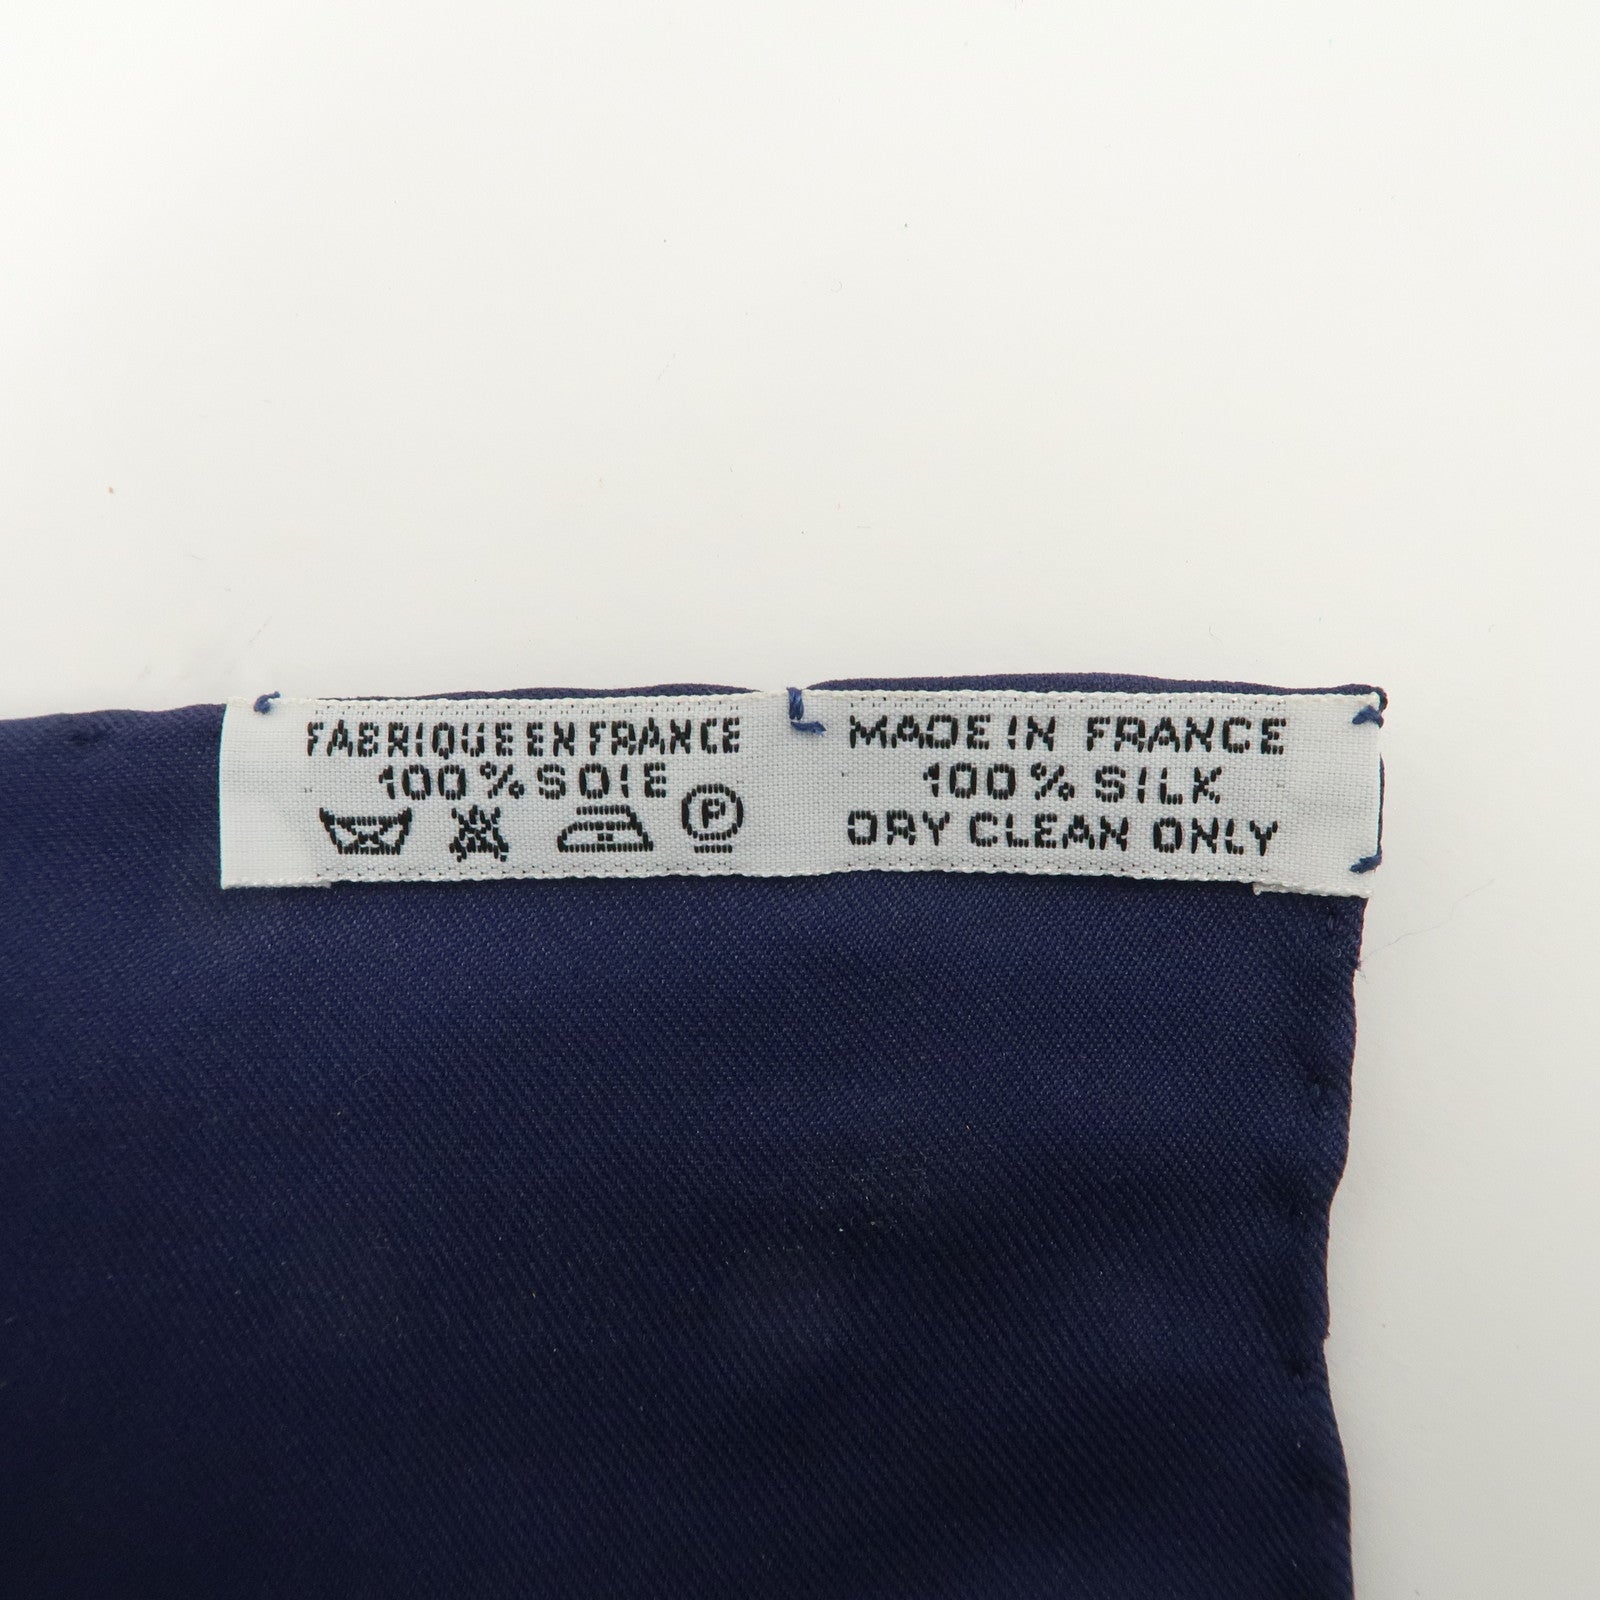 FABRIQUE EN FRANCE
100% SOIE
P
MADE IN FRANCE
100% SILK
DRY CLEAN ONLY